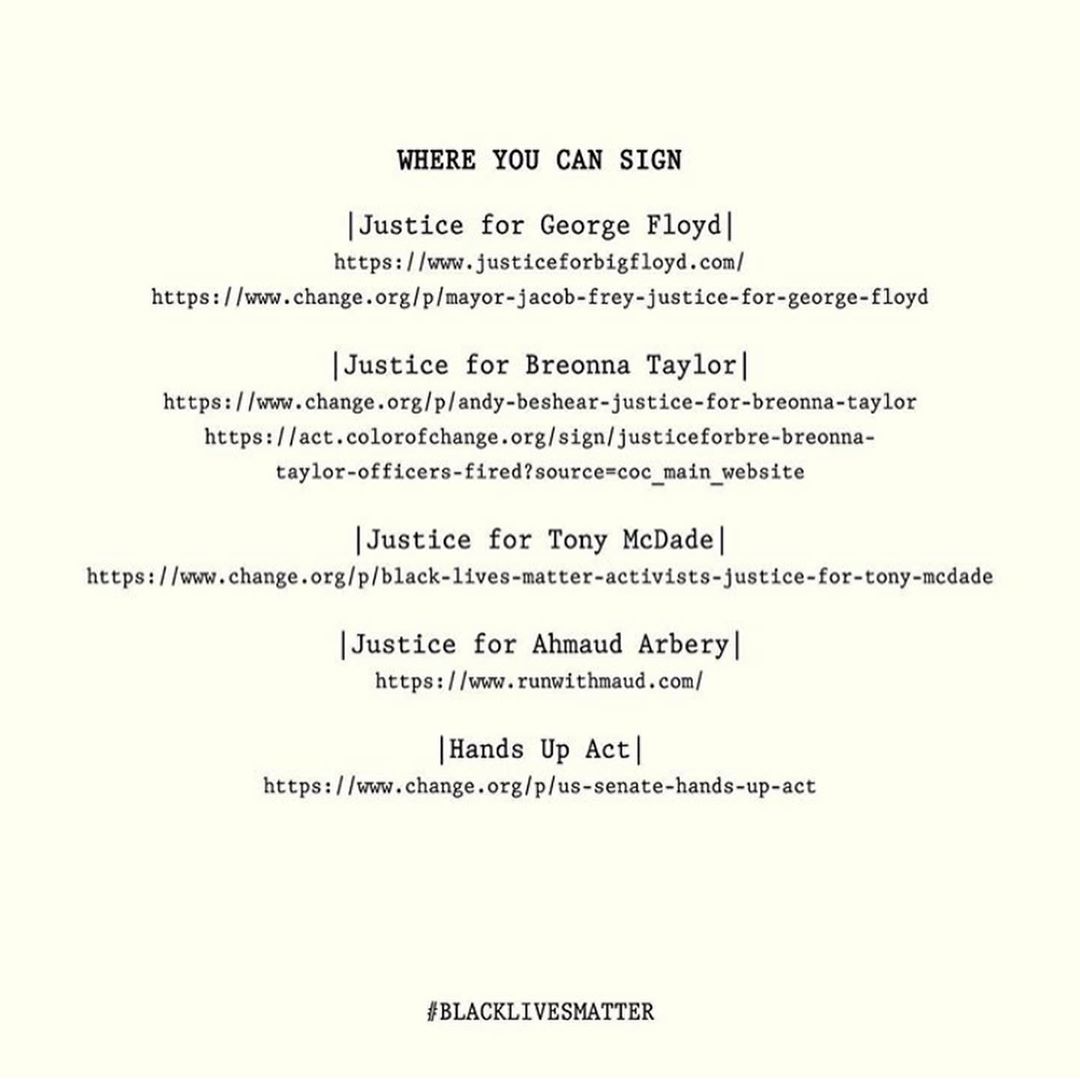 WHERE YOU CAN SIGN
|Justice for George Floyd|
https://www.justiceforbigfloyd.com/
https://www.change.org/p/mayor-jacob-frey-justice-for-george-floyd
|Justice for Breonna Taylor|
https://www.change.org/p/andy-beshear-justice-for-breonna-taylor
https://act.colorofchange.org/sign/justiceforbre-breonna-
taylor-officers-fired?source=coc_main_website
|Justice for Tony McDade|
https://www.change.org/p/black-lives-matter-activists-justice-for-tony-mcdade
|Justice for Ahmaud Arbery|
https://www.runwithmaud.com/
|Hands Up Act|
https://www.change.org/p/us-senate-hands-up-act
#BLACKLIVESMATTER